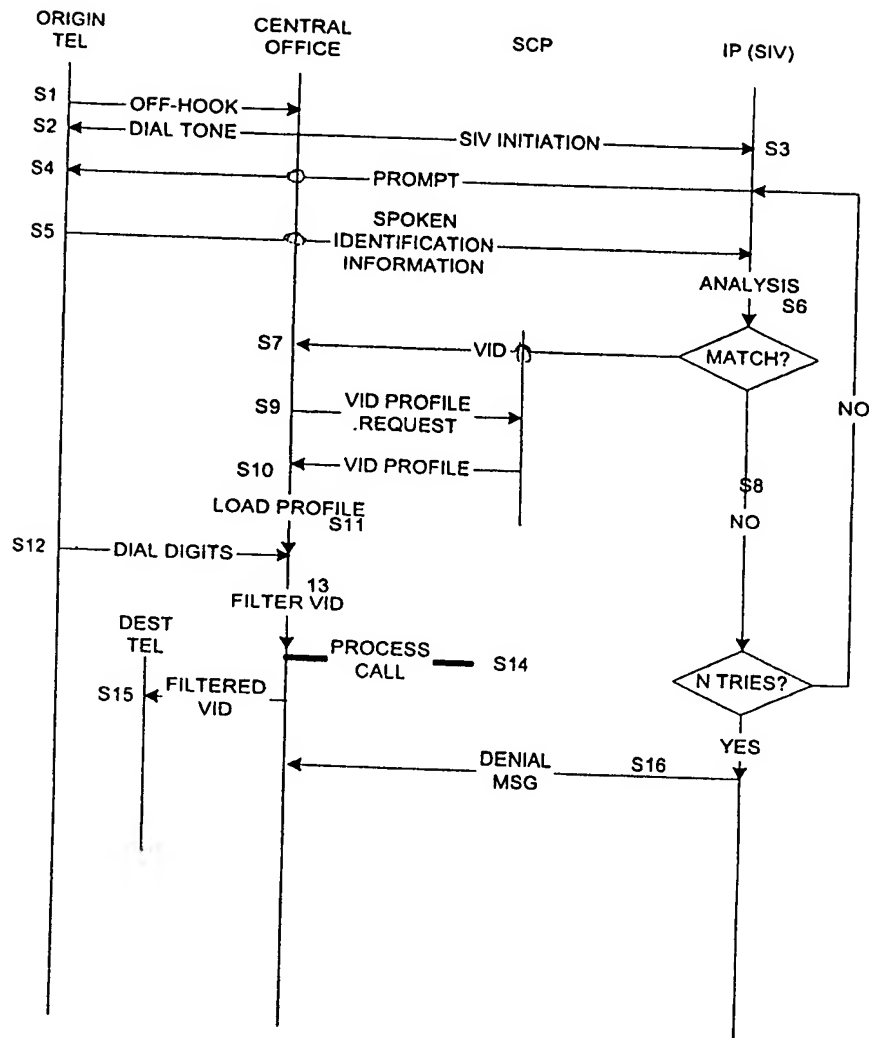 ORIGIN
TEL
CENTRAL
OFFICE
SCP
IP (SIV)
S1
OFF-HOOK
S2
DIAL TONE
SIV INITIATION
S3
S4
PROMPT
S5
SPOKEN
IDENTIFICATION
INFORMATION
ANALYSIS
S6
S7
VID
MATCH?
NO
S9
VID PROFILE
.REQUEST
S10
VID PROFILE
S8
NO
LOAD PROFILE
S11
S12
DIAL DIGITS
13
FILTER VID
DEST
TEL
PROCESS
CALL
S14
N TRIES?
S15
FILTERED
VID
YES
DENIAL
MSG
S16